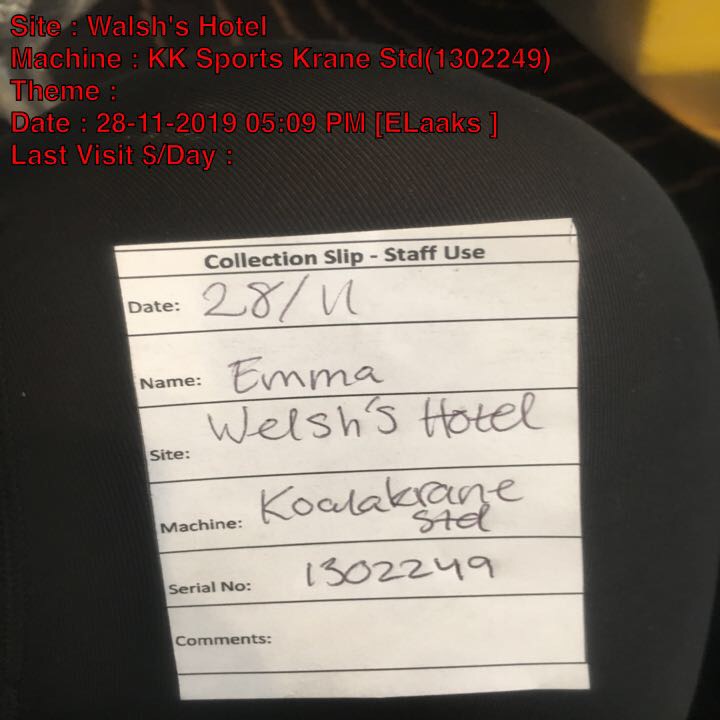 Site : Walsh's Hotel
Machine : KK Sports Krane Std(1302249)
Theme :
Date : 28-11-2019 05:09 PM [ELaaks ]
Last Visit $/Day :
Collection Slip - Staff Use
Date: 28/11
Name: Emma
Site: Welsh's Hotel
Machine: Koalakrane
Std
Serial No: 1302249
Comments: